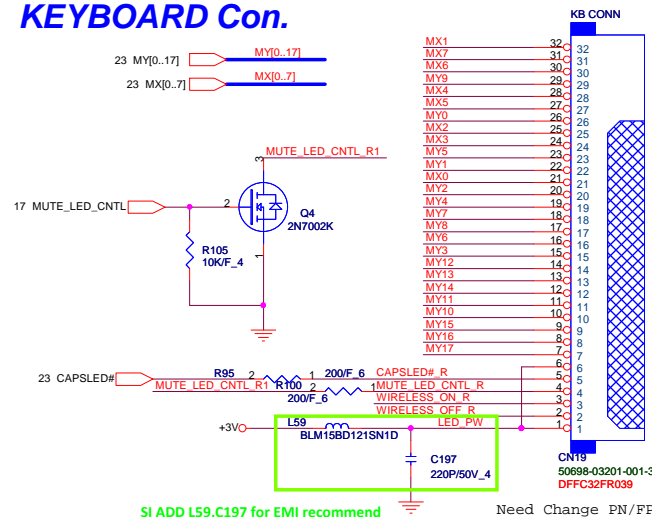 KEYBOARD Con.
KB CONN
23 MY[0..17] MY[0..17]
23 MX[0..7] MX[0..7]
MX1 32 32
MX7 31 31
MX6 30 30
MY9 29 29
MX4 28 28
MX5 27 27
MY0 26 26
MX2 25 25
MX3 24 24
MY5 23 23
MY1 22 22
MX0 21 21
MY2 20 20
MY4 19 19
MY7 18 18
MY8 17 17
MY6 16 16
MY3 15 15
MY12 14 14
MY13 13 13
MY14 12 12
MY11 11 11
MY10 10 10
MY15 9 9
MY16 8 8
MY17 7 7
6 6
5 5
4 4
3 3
2 2
1 1
MUTE_LED_CNTL_R1
3
17 MUTE_LED_CNTL
2
1
Q4
2N7002K
R105
10K/F_4
23 CAPSLED# R95 2 1 200/F_6 CAPSLED#_R
MUTE_LED_CNTL_R1 R100 2 1 MUTE_LED_CNTL_R
200/F_6
WIRELESS_ON_R
WIRELESS_OFF_R
+3V L59 LED_PW
BLM15BD121SN1D
C197
220P/50V_4
CN19
50698-03201-001-3
DFFC32FR039
SI ADD L59.C197 for EMI recommend
Need Change PN/FP